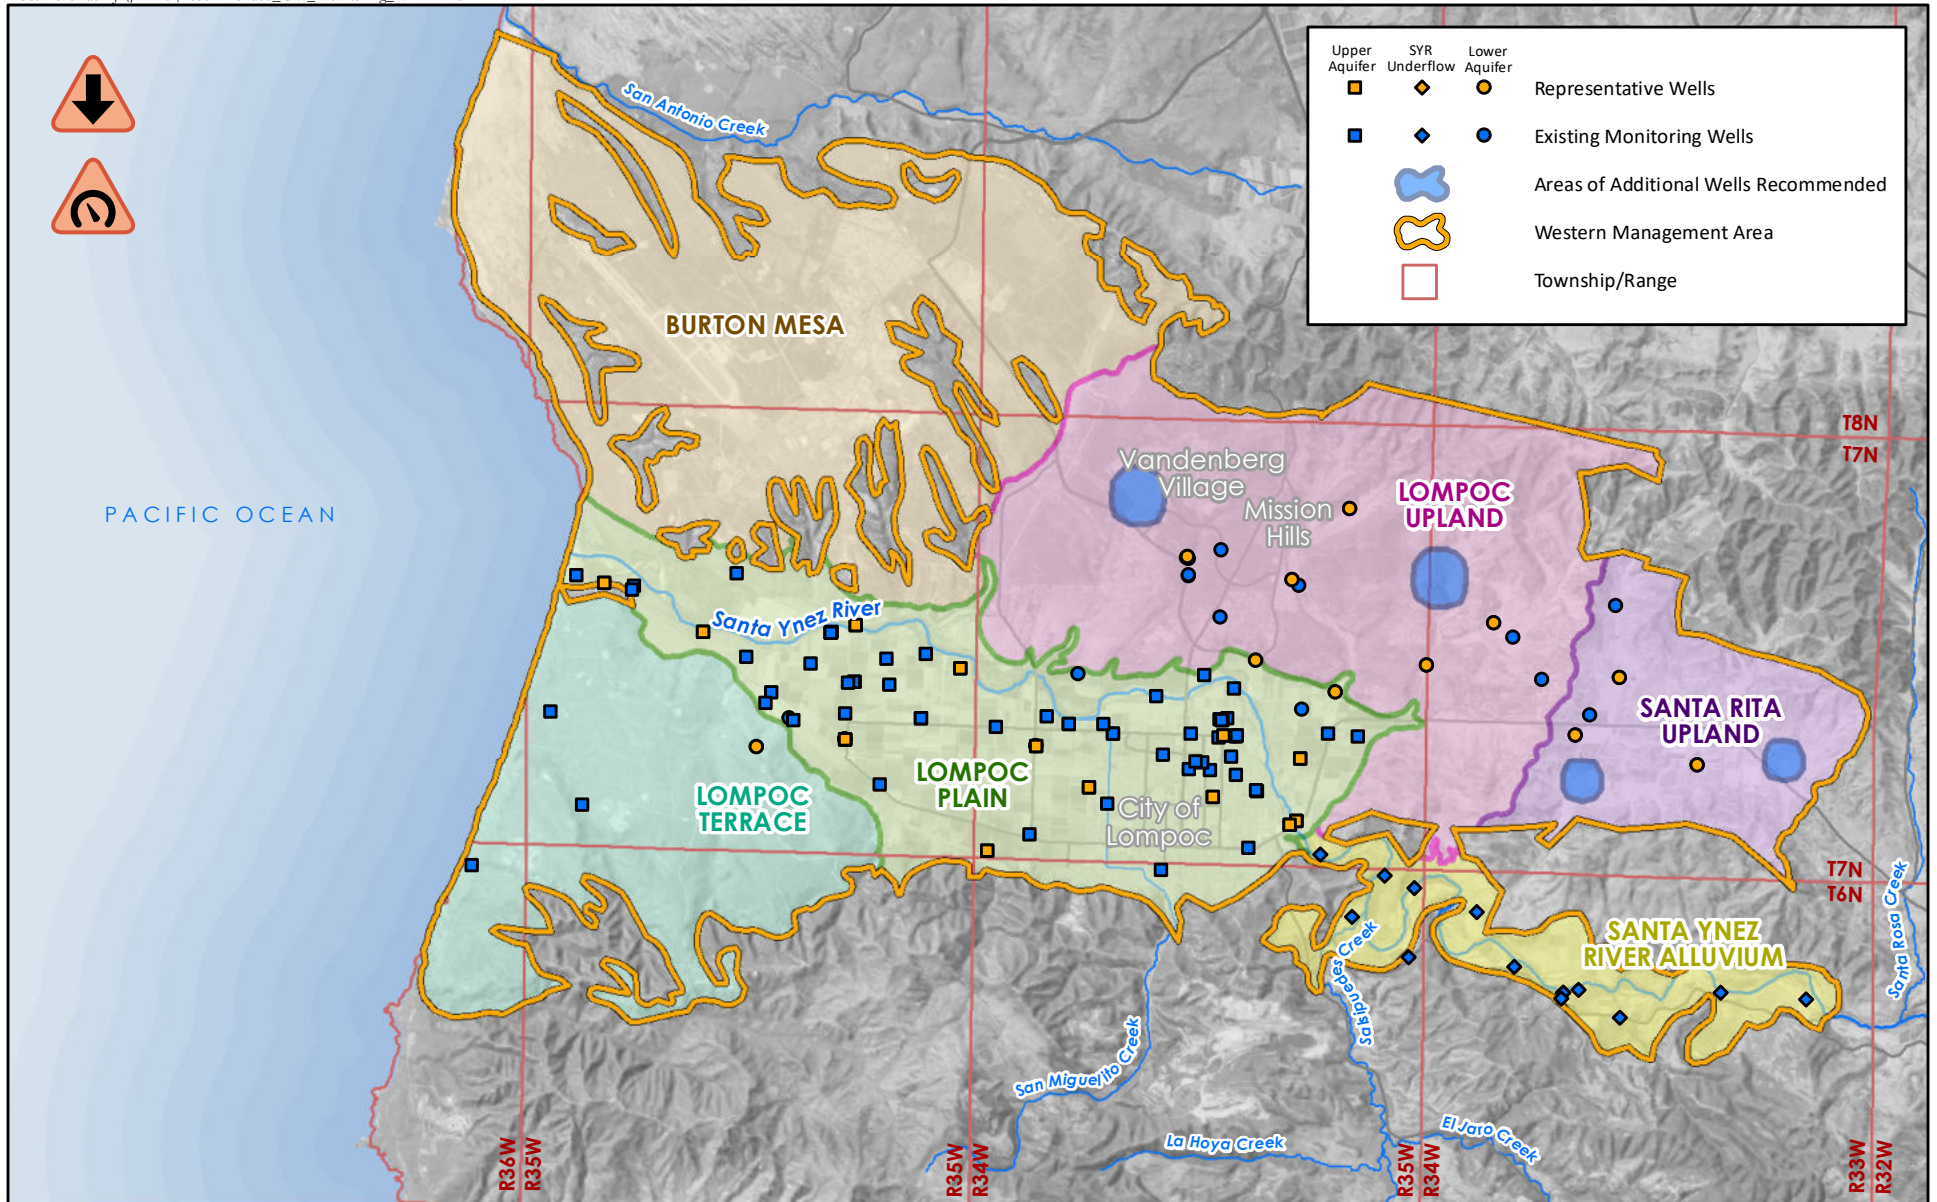 Upper
Aquifer
SYR
Underflow
Lower
Aquifer
Representative Wells
Existing Monitoring Wells
Areas of Additional Wells Recommended
Western Management Area
Township/Range
San Antonio Creek
BURTON MESA
T8N
T7N
Vandenberg
Village
Mission
Hills
LOMPOC
UPLAND
PACIFIC OCEAN
Santa Ynez River
SANTA RITA
UPLAND
LOMPOC
PLAIN
LOMPOC
TERRACE
City of
Lompoc
T7N
T6N
Santa Rosa Creek
SANTA YNEZ
RIVER ALLUVIUM
Salsipuedes Creek
San Miguelito Creek
La Hoya Creek
El Jaro Creek
R36W
R35W
R35W
R34W
R35W
R34W
R33W
R32W